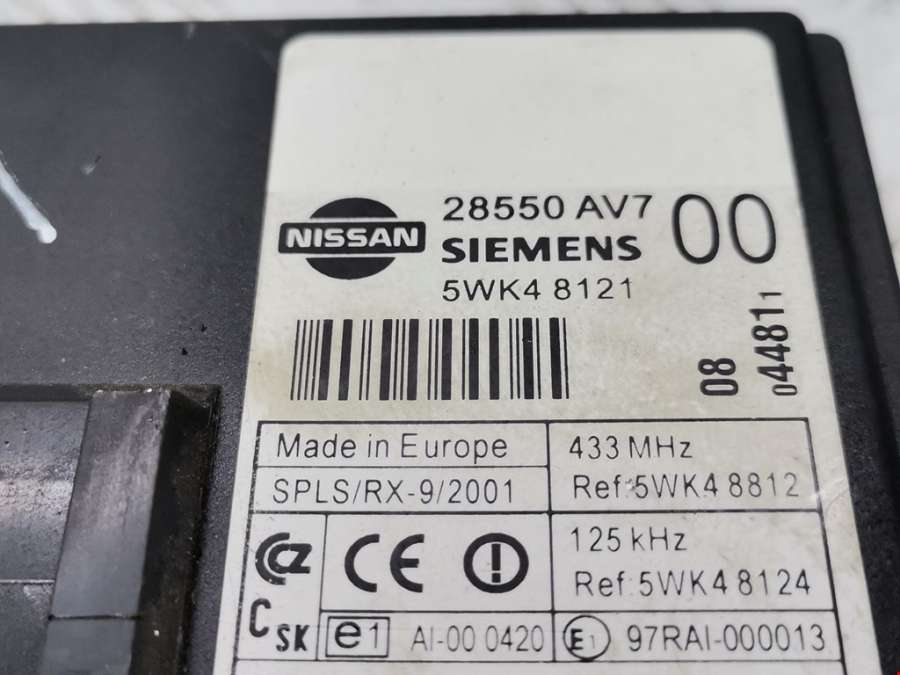 28550 AV7 00
NISSAN
SIEMENS
5WK4 8121
08
044811
Made in Europe
433 MHz
SPLS/RX-9/2001
Ref:5WK4 8812
CE
125 kHz
Ref:5WK4 8124
C SK
e1
AI-00 0420
E1
97RAI-000013